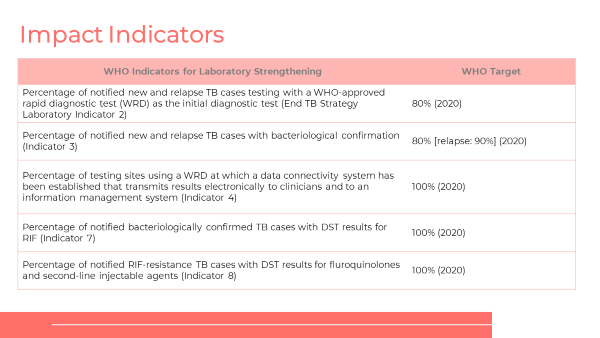 Impact Indicators
WHO Indicators for Laboratory Strengthening
WHO Target
Percentage of notified new and relapse TB cases testing with a WHO-approved
rapid diagnostic test (WRD) as the initial diagnostic test (End TB Strategy
Laboratory Indicator 2)
80% (2020)
Percentage of notified new and relapse TB cases with bacteriological confirmation
(Indicator 3)
80% [relapse: 90%] (2020)
Percentage of testing sites using a WRD at which a data connectivity system has
been established that transmits results electronically to clinicians and to an
information management system (Indicator 4)
100% (2020)
Percentage of notified bacteriologically confirmed TB cases with DST results for
RIF (Indicator 7)
100% (2020)
Percentage of notified RIF-resistance TB cases with DST results for fluroquinolones
and second-line injectable agents (Indicator 8)
100% (2020)